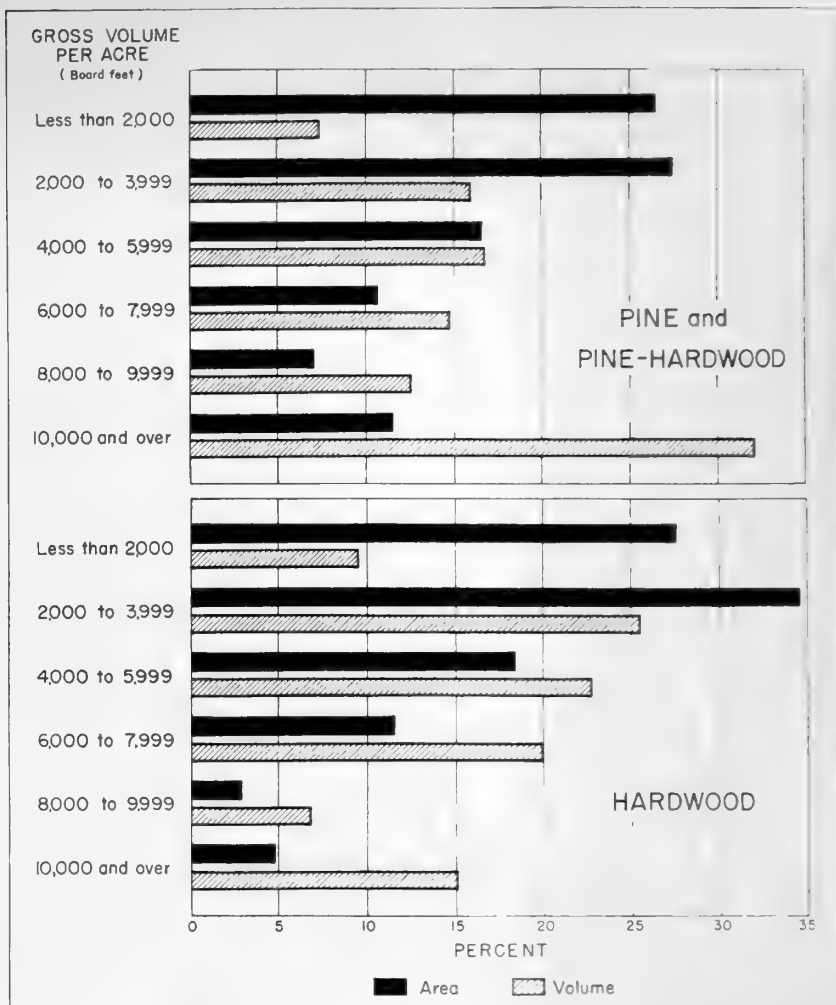 GROSS VOLUME
PER ACRE
(Board feet)
Less than 2,000
2,000 to 3,999
4,000 to 5,999
6,000 to 7,999
8,000 to 9,999
10,000 and over
PINE and
PINE-HARDWOOD
Less than 2,000
2,000 to 3,999
4,000 to 5,999
6,000 to 7,999
8,000 to 9,999
10,000 and over
HARDWOOD
0 5 10 15 20 25 30 35
PERCENT
Area Volume